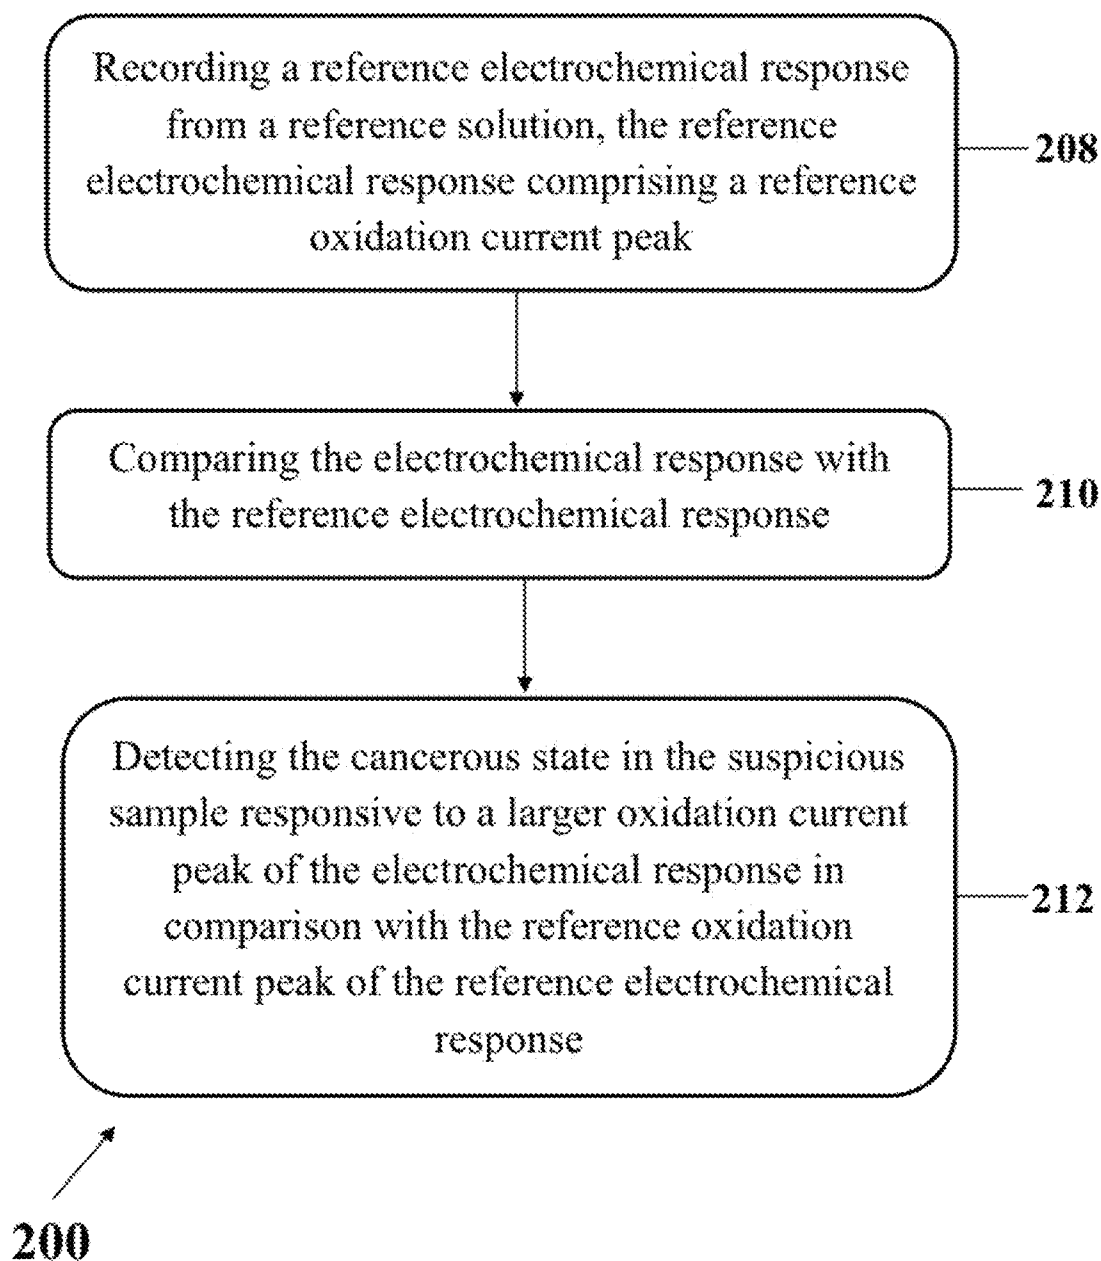 Recording a reference electrochemical response
from a reference solution, the reference
electrochemical response comprising a reference
oxidation current peak
208
Comparing the electrochemical response with
the reference electrochemical response
210
Detecting the cancerous state in the suspicious
sample responsive to a larger oxidation current
peak of the electrochemical response in
comparison with the reference oxidation
current peak of the reference electrochemical
response
212
200